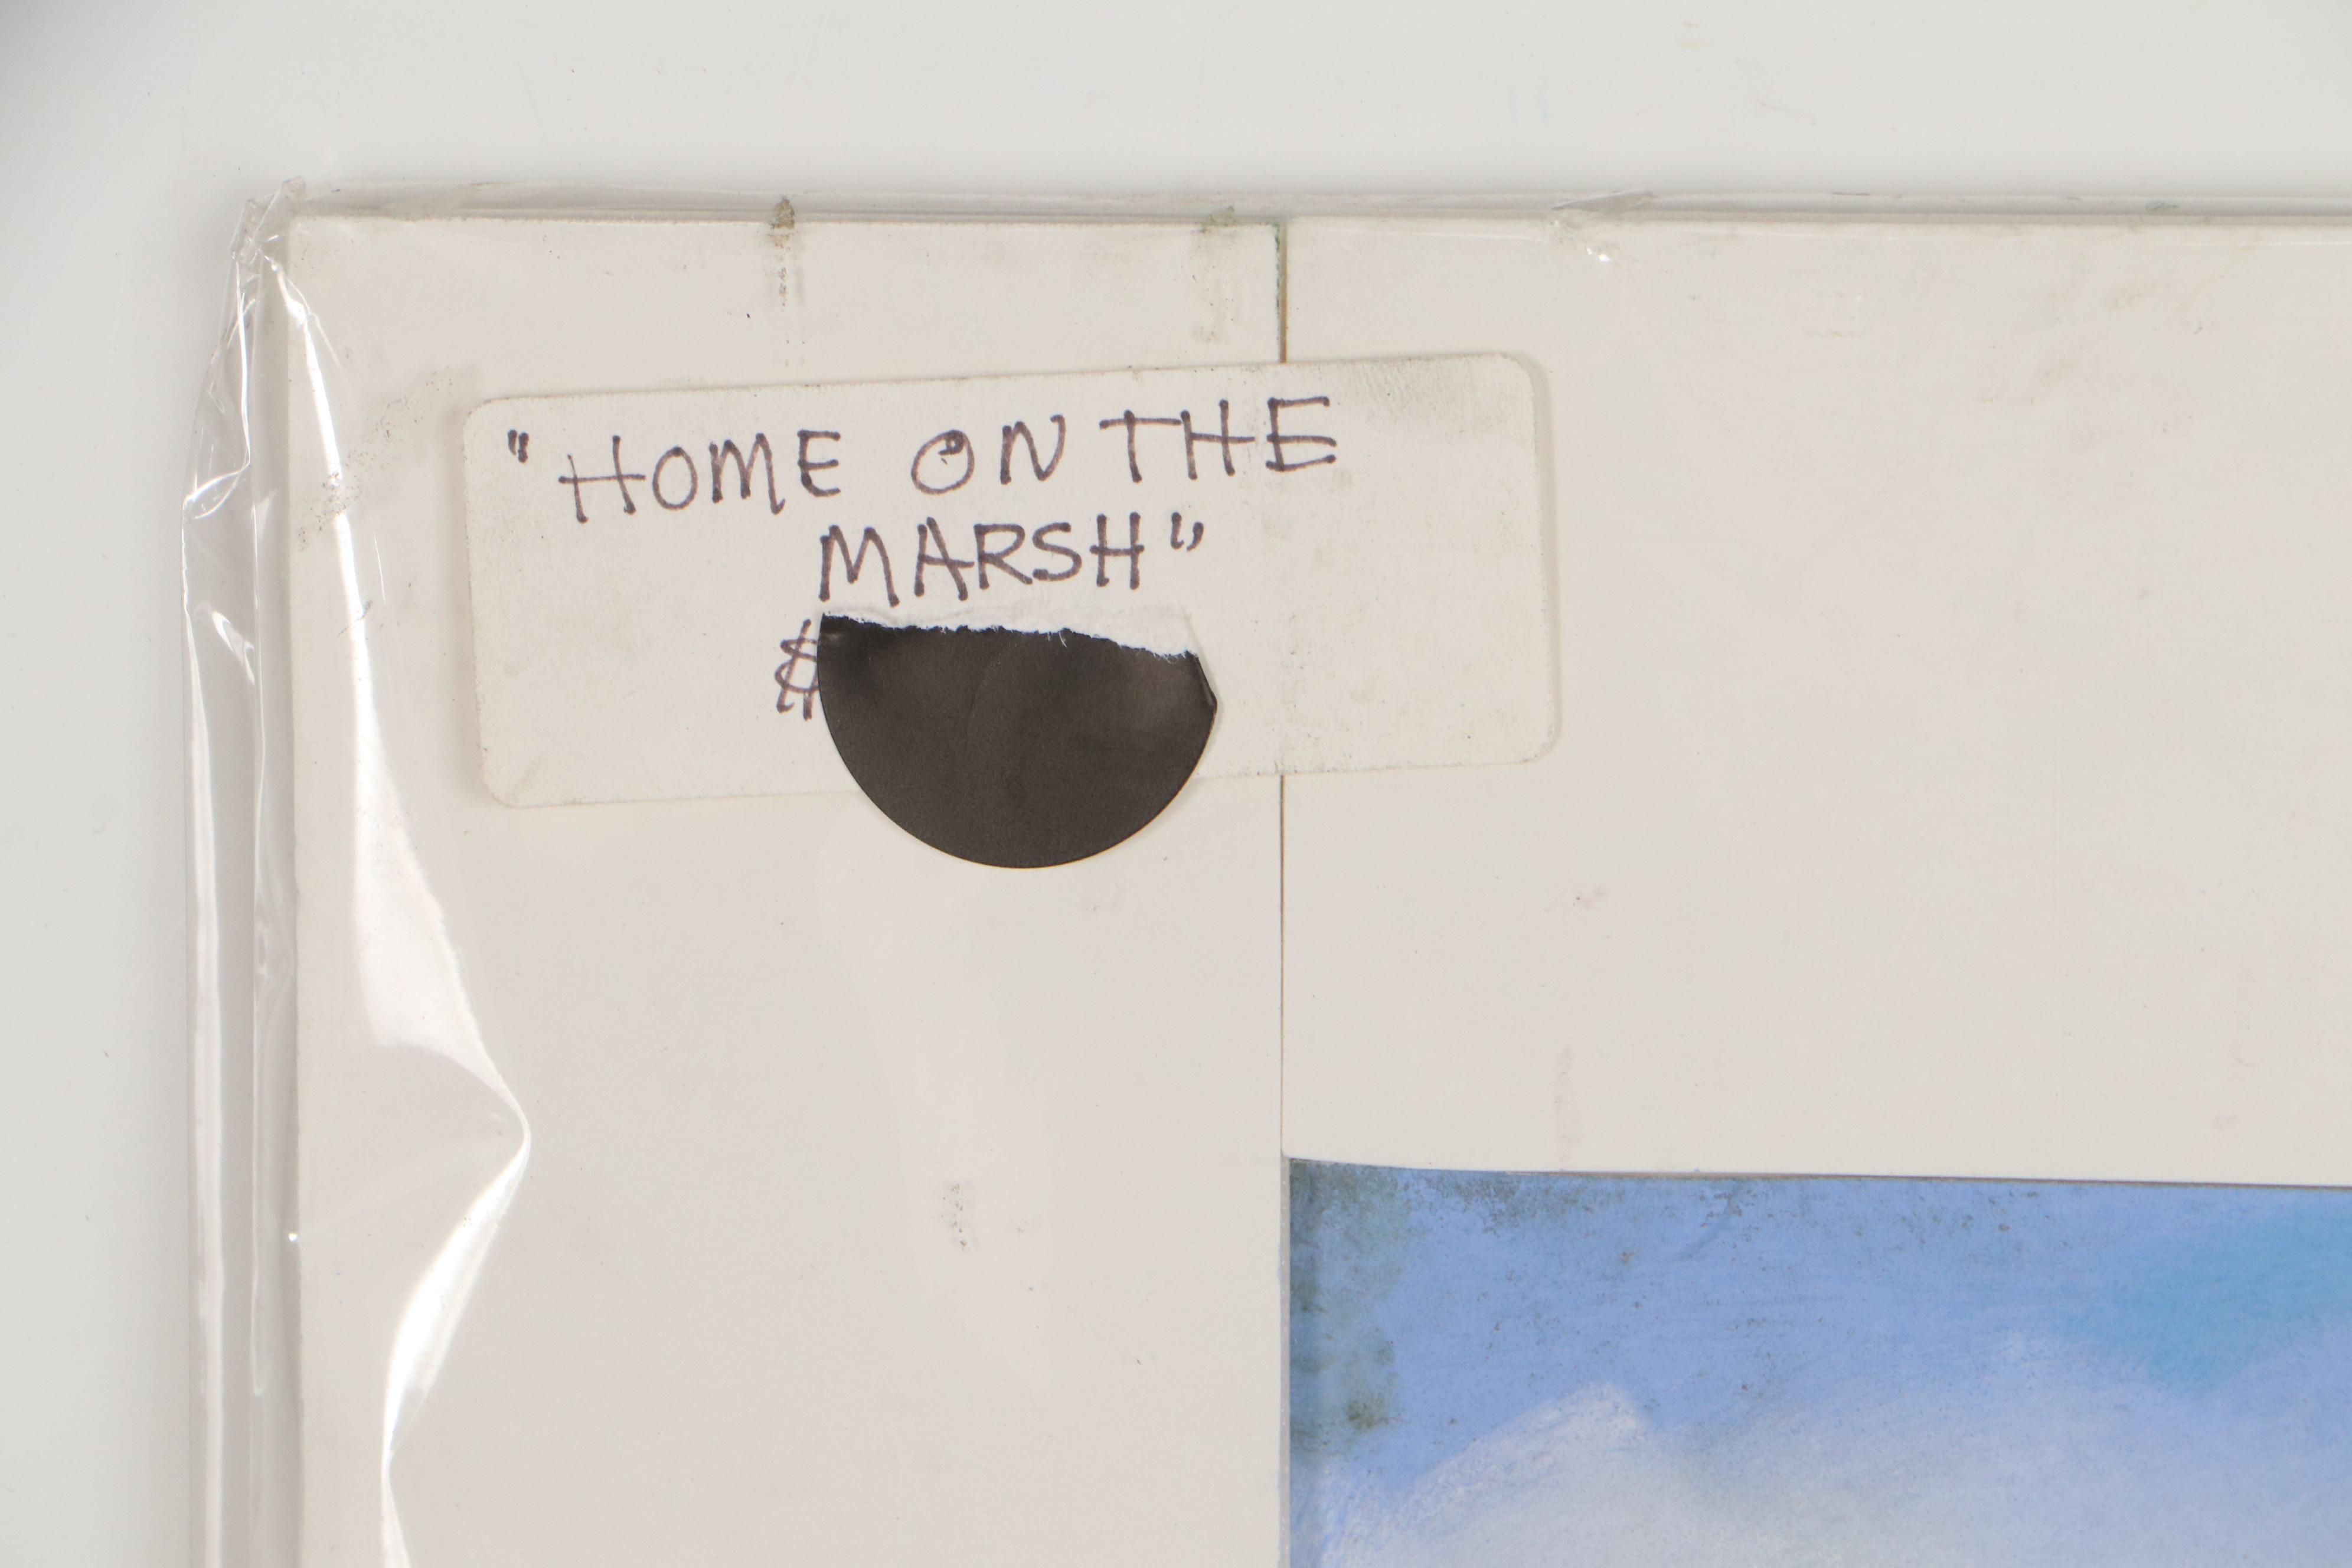 "HOME ON THE
MARSH"
$